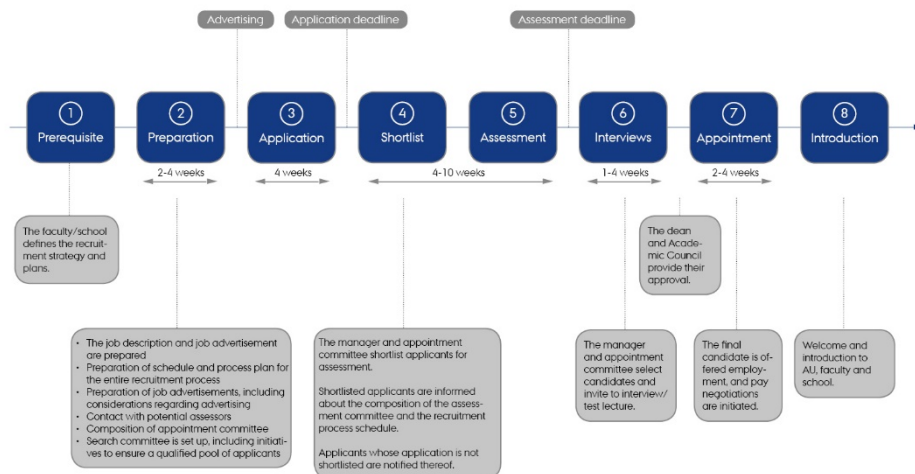 Advertising
Application deadline
Assessment deadline
1
Prerequisite
2
Preparation
3
Application
4
Shortlist
5
Assessment
6
Interviews
7
Appointment
8
Introduction
2-4 weeks
4 weeks
4-10 weeks
1-4 weeks
2-4 weeks
The faculty/school
defines the recruit-
ment strategy and
plans.
The dean
and Acade-
mic Council
provide their
approval.
• The job description and job advertisement
are prepared
• Preparation of schedule and process plan for
the entire recruitment process
• Preparation of job advertisements, including
considerations regarding advertising
• Contact with potential assessors
• Composition of appointment committee
• Search committee is set up, including initiati-
ves to ensure a qualified pool of applicants
The manager and appointment
committee shortlist applicants for
assessment.
Shortlisted applicants are informed
about the composition of the assess-
ment committee and the recruitment
process schedule.
Applicants whose application is not
shortlisted are notified thereof.
The manager
and appointment
committee select
candidates and
invite to interview/
test lecture.
The final
candidate is of-
fered employ-
ment, and pay
negotiations
are initiated.
Welcome and
introduction to
AU, faculty and
school.